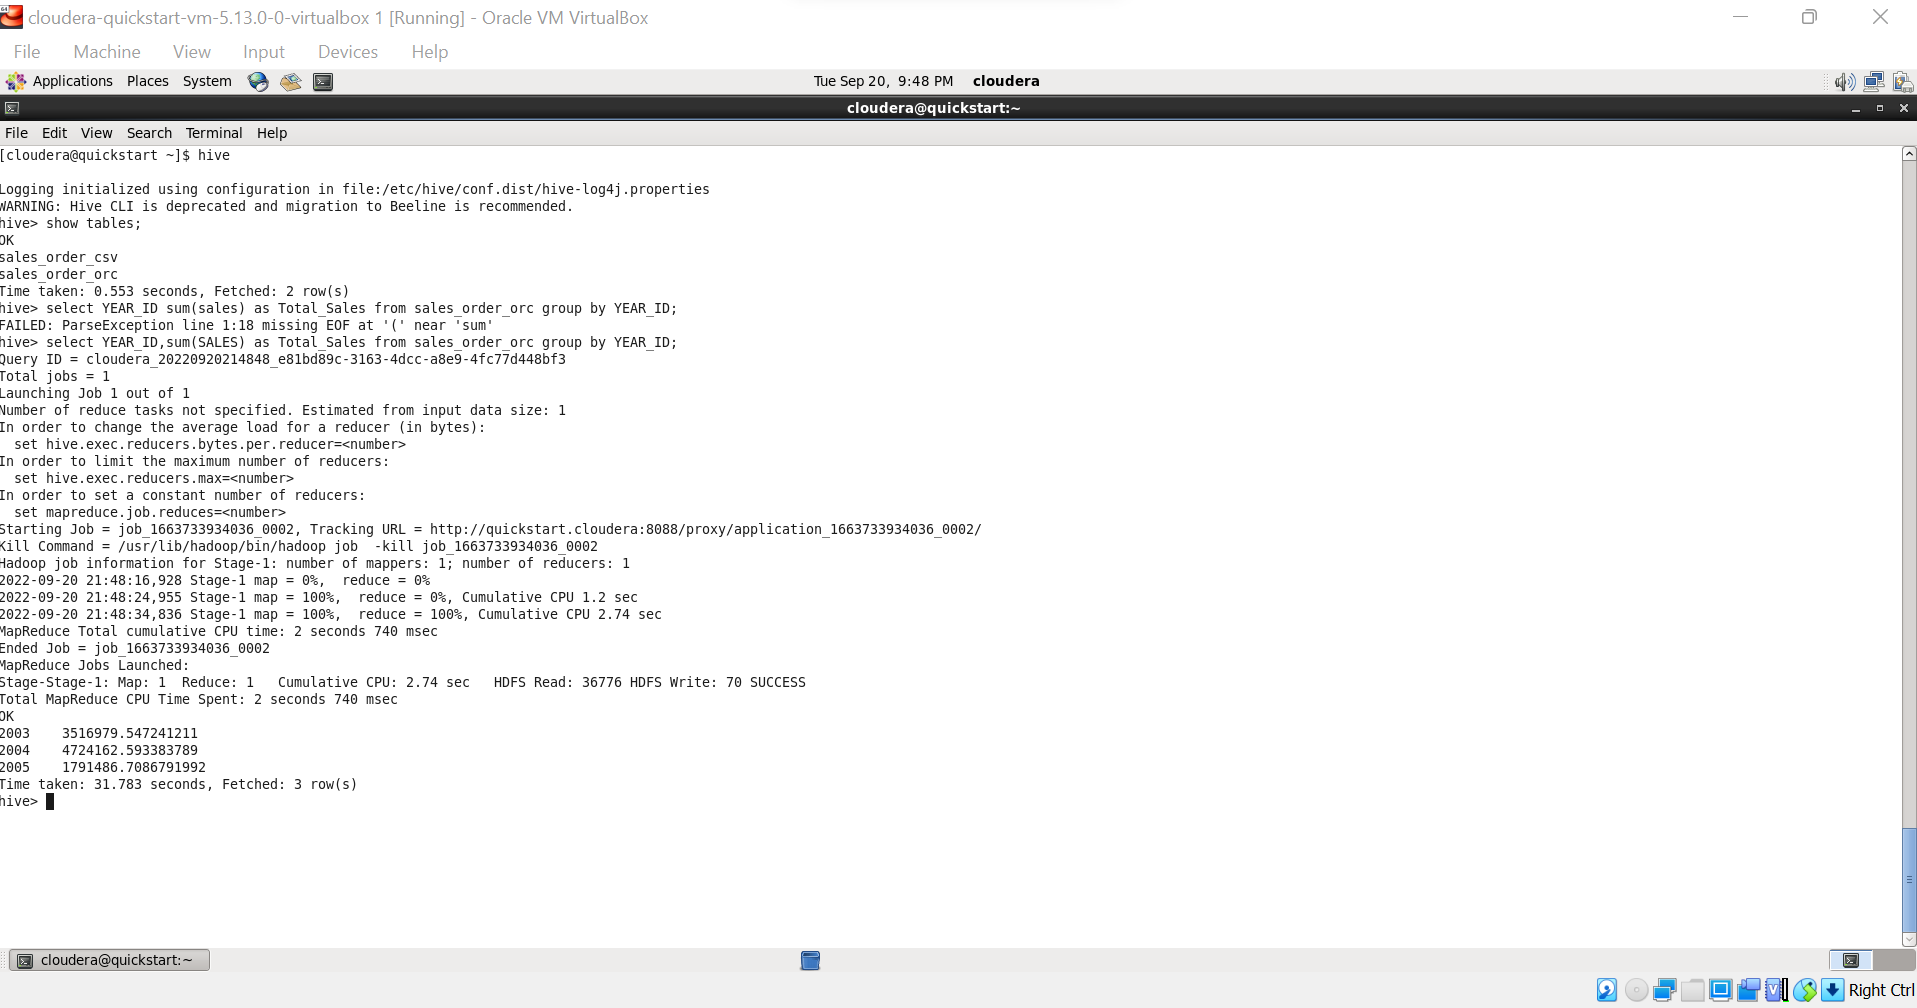 cloudera-quickstart-vm-5.13.0-0-virtualbox 1 [Running] - Oracle VM VirtualBox
File Machine View Input Devices Help
Applications Places System Tue Sep 20, 9:48 PM cloudera
cloudera@quickstart:~
File Edit View Search Terminal Help
[cloudera@quickstart ~]$ hive
Logging initialized using configuration in file:/etc/hive/conf.dist/hive-log4j.properties
WARNING: Hive CLI is deprecated and migration to Beeline is recommended.
hive> show tables;
OK
sales_order_csv
sales_order_orc
Time taken: 0.553 seconds, Fetched: 2 row(s)
hive> select YEAR_ID sum(sales) as Total_Sales from sales_order_orc group by YEAR_ID;
FAILED: ParseException line 1:18 missing EOF at '(' near 'sum'
hive> select YEAR_ID,sum(SALES) as Total_Sales from sales_order_orc group by YEAR_ID;
Query ID = cloudera_20220920214848_e81bd89c-3163-4dcc-a8e9-4fc77d448bf3
Total jobs = 1
Launching Job 1 out of 1
Number of reduce tasks not specified. Estimated from input data size: 1
In order to change the average load for a reducer (in bytes):
  set hive.exec.reducers.bytes.per.reducer=<number>
In order to limit the maximum number of reducers:
  set hive.exec.reducers.max=<number>
In order to set a constant number of reducers:
  set mapreduce.job.reduces=<number>
Starting Job = job_1663733934036_0002, Tracking URL = http://quickstart.cloudera:8088/proxy/application_1663733934036_0002/
Kill Command = /usr/lib/hadoop/bin/hadoop job  -kill job_1663733934036_0002
Hadoop job information for Stage-1: number of mappers: 1; number of reducers: 1
2022-09-20 21:48:16,928 Stage-1 map = 0%,  reduce = 0%
2022-09-20 21:48:24,955 Stage-1 map = 100%,  reduce = 0%, Cumulative CPU 1.2 sec
2022-09-20 21:48:34,836 Stage-1 map = 100%,  reduce = 100%, Cumulative CPU 2.74 sec
MapReduce Total cumulative CPU time: 2 seconds 740 msec
Ended Job = job_1663733934036_0002
MapReduce Jobs Launched:
Stage-Stage-1: Map: 1  Reduce: 1   Cumulative CPU: 2.74 sec   HDFS Read: 36776 HDFS Write: 70 SUCCESS
Total MapReduce CPU Time Spent: 2 seconds 740 msec
OK
2003    3516979.547241211
2004    4724162.593383789
2005    1791486.7086791992
Time taken: 31.783 seconds, Fetched: 3 row(s)
hive>
cloudera@quickstart:~
Right Ctrl